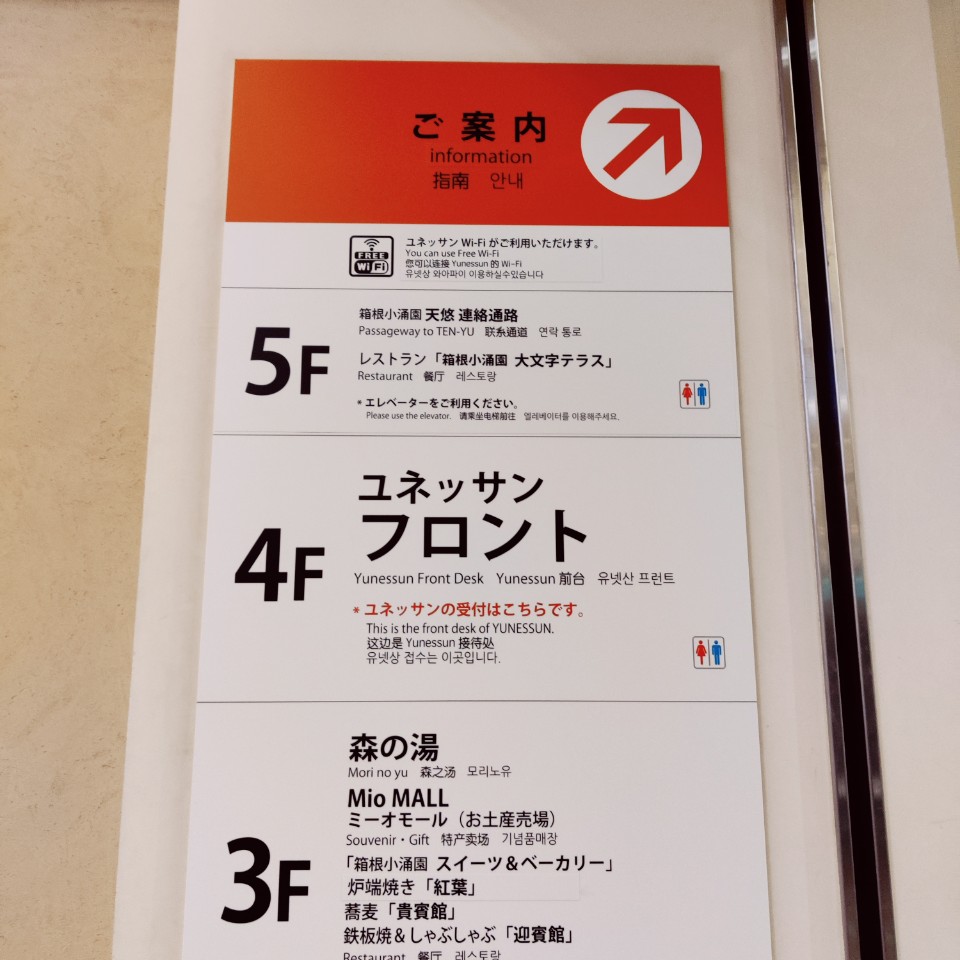 ご案内
information
指南 안내
FREE
Wi Fi
ユネッサン Wi-Fi がご利用いただけます。
You can use Free Wi-Fi
您可以连接 Yunessun 的 Wi-Fi
유넷상 와아파이 이용하실수있습니다
5F
箱根小涌園 天悠 連絡通路
Passageway to TEN-YU 联系通道 연락 통로
レストラン「箱根小涌園 大文字テラス」
Restaurant 餐厅 레스토랑
* エレベーターをご利用ください。
Please use the elevator. 请乘坐电梯前往 엘레베이터를 이용해주세요.
4F
ユネッサン
フロント
Yunessun Front Desk Yunessun 前台 유넷산 프런트
* ユネッサンの受付はこちらです。
This is the front desk of YUNESSUN.
这边是 Yunessun 接待处
유넷상 접수는 이곳입니다.
3F
森の湯
Mori no yu 森之汤 모리노유
Mio MALL
ミーオモール（お土産売場）
Souvenir・Gift 特产卖场 기념품매장
「箱根小涌園 スイーツ＆ベーカリー」
炉端焼き「紅葉」
蕎麦「貴賓館」
鉄板焼＆しゃぶしゃぶ「迎賓館」
Restaurant 餐厅 레스토랑